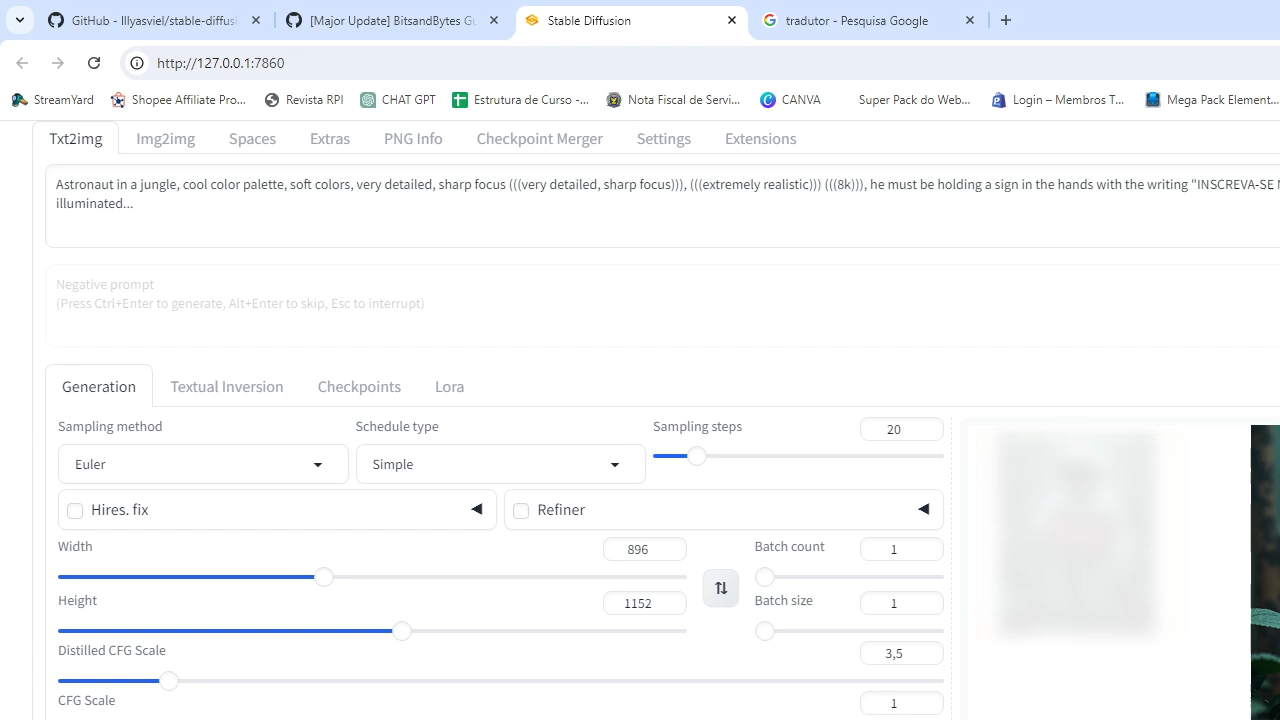 GitHub - lllyasviel/stable-diffus
[Major Update] BitsandBytes Gu
Stable Diffusion
tradutor - Pesquisa Google
http://127.0.0.1:7860
StreamYard
Shopee Affiliate Pro...
Revista RPI
CHAT GPT
Estrutura de Curso -...
Nota Fiscal de Servi...
CANVA
Super Pack do Web...
Login – Membros T...
Mega Pack Element...
Txt2img
Img2img
Spaces
Extras
PNG Info
Checkpoint Merger
Settings
Extensions
Astronaut in a jungle, cool color palette, soft colors, very detailed, sharp focus (((very detailed, sharp focus))), (((extremely realistic))) (((8k))), he must be holding a sign in the hands with the writing "INSCREVA-SE
illuminated...
Negative prompt
(Press Ctrl+Enter to generate, Alt+Enter to skip, Esc to interrupt)
Generation
Textual Inversion
Checkpoints
Lora
Sampling method
Schedule type
Sampling steps
20
Euler
Simple
Hires. fix
Refiner
Width
896
Batch count
1
Height
1152
Batch size
1
Distilled CFG Scale
3,5
CFG Scale
1